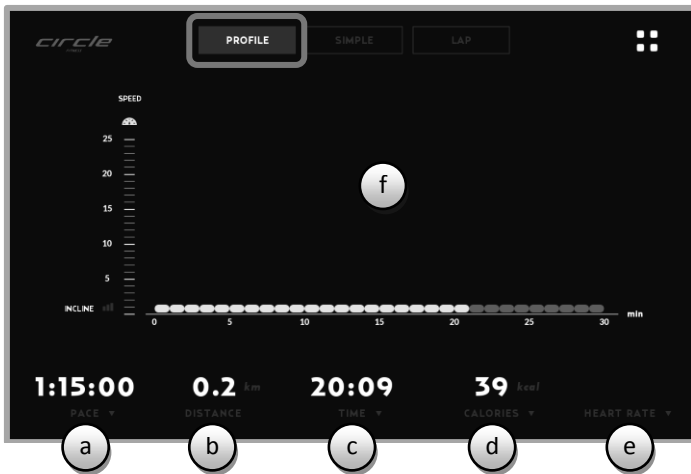 circle
PROFILE SIMPLE LAP
SPEED
25
20
15
10
5
INCLINE
0 5 10 15 20 25 30 min
f
1:15:00 0.2 km 20:09 39 kcal
PACE ▼ DISTANCE TIME ▼ CALORIES ▼ HEART RATE ▼
a b c d e